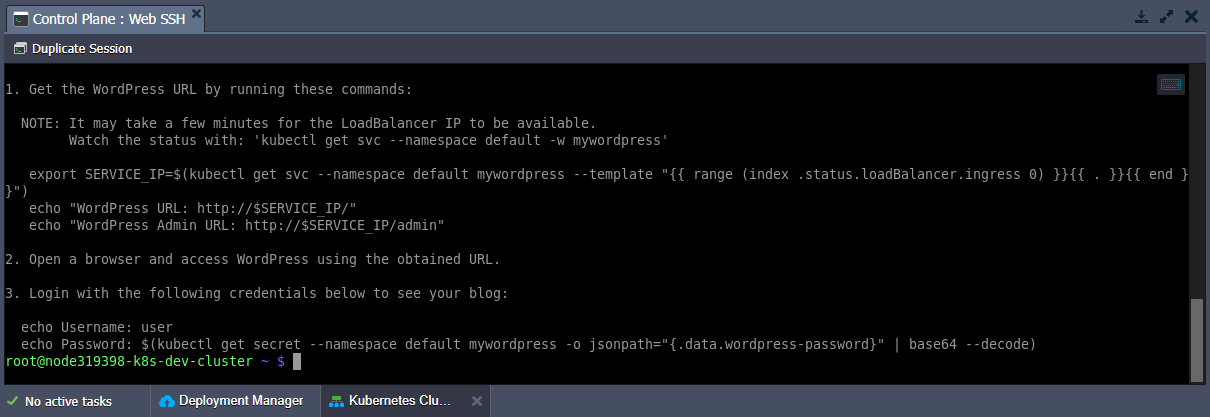 Control Plane : Web SSH
Duplicate Session
1. Get the WordPress URL by running these commands:
NOTE: It may take a few minutes for the LoadBalancer IP to be available.
Watch the status with: 'kubectl get svc --namespace default -w mywordpress'
export SERVICE_IP=$(kubectl get svc --namespace default mywordpress --template "{{ range (index .status.loadBalancer.ingress 0) }}{{ . }}{{ end }
}")
echo "WordPress URL: http://$SERVICE_IP/"
echo "WordPress Admin URL: http://$SERVICE_IP/admin"
2. Open a browser and access WordPress using the obtained URL.
3. Login with the following credentials below to see your blog:
echo Username: user
echo Password: $(kubectl get secret --namespace default mywordpress -o jsonpath="{.data.wordpress-password}" | base64 --decode)
root@node319398-k8s-dev-cluster ~ $
No active tasks
Deployment Manager
Kubernetes Clu...